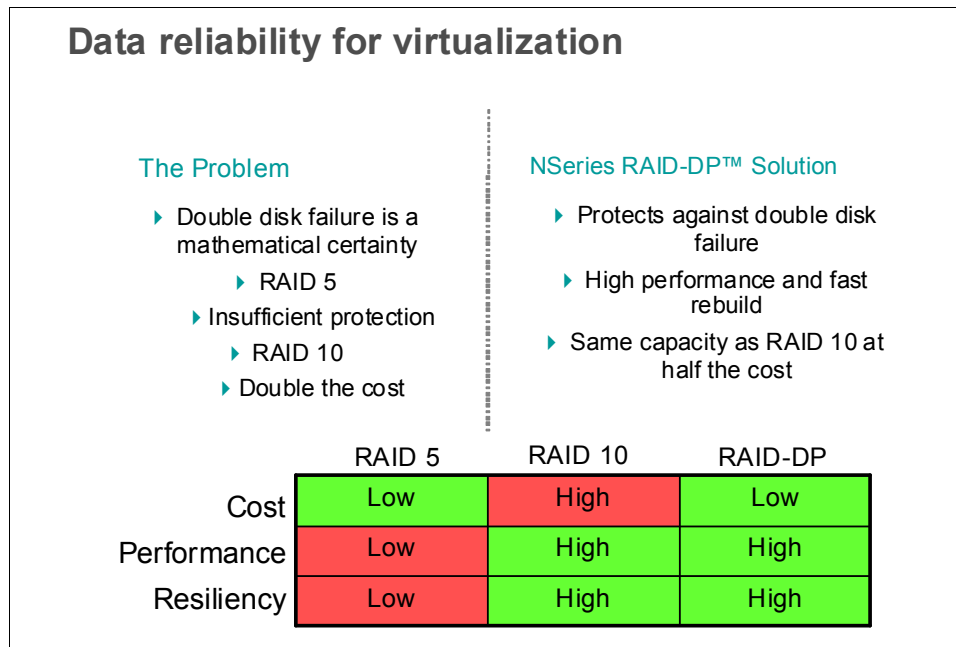 Data reliability for virtualization
The Problem
Double disk failure is a
mathematical certainty
RAID 5
Insufficient protection
RAID 10
Double the cost
NSeries RAID-DP™ Solution
Protects against double disk
failure
High performance and fast
rebuild
Same capacity as RAID 10 at
half the cost
RAID 5 RAID 10 RAID-DP
Cost Low High Low
Performance Low High High
Resiliency Low High High